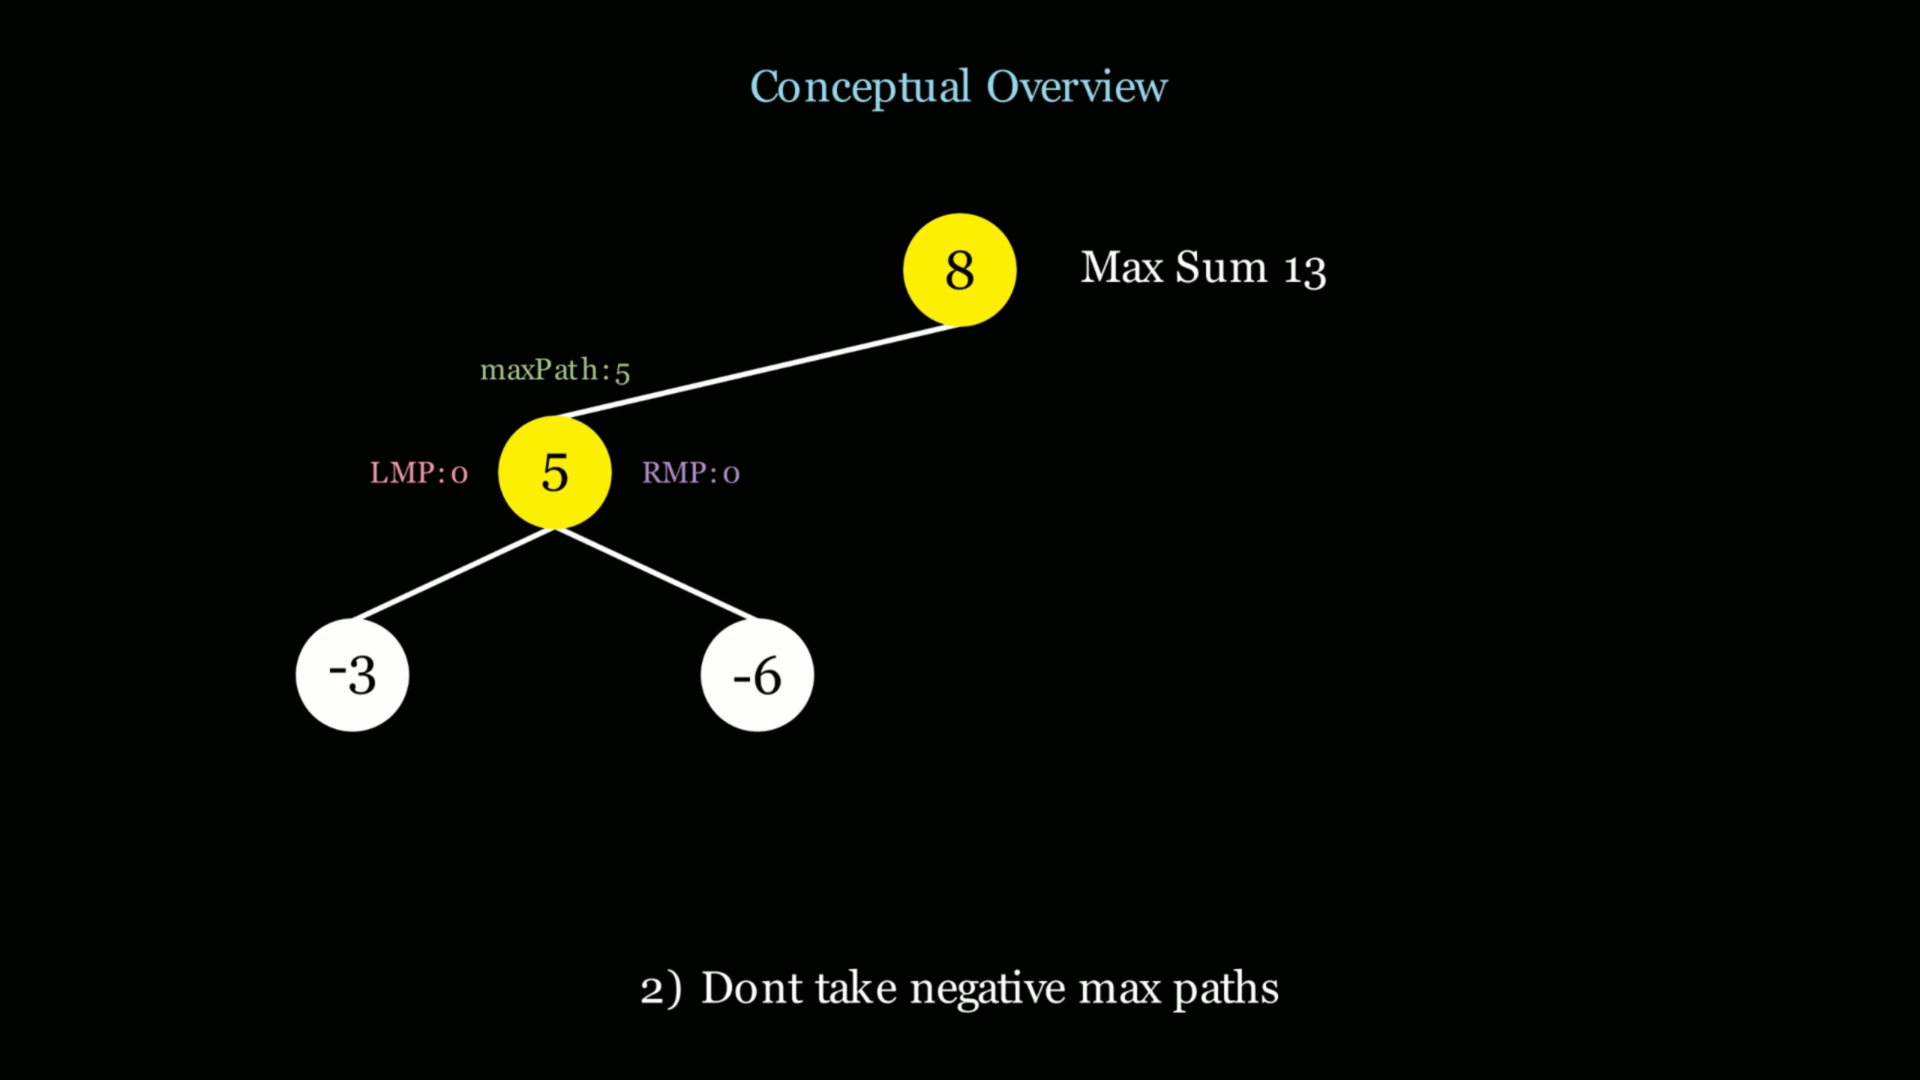 Conceptual Overview
8
Max Sum 13
maxPath:5
LMP:0
5
RMP:0
-3
-6
2) Dont take negative max paths